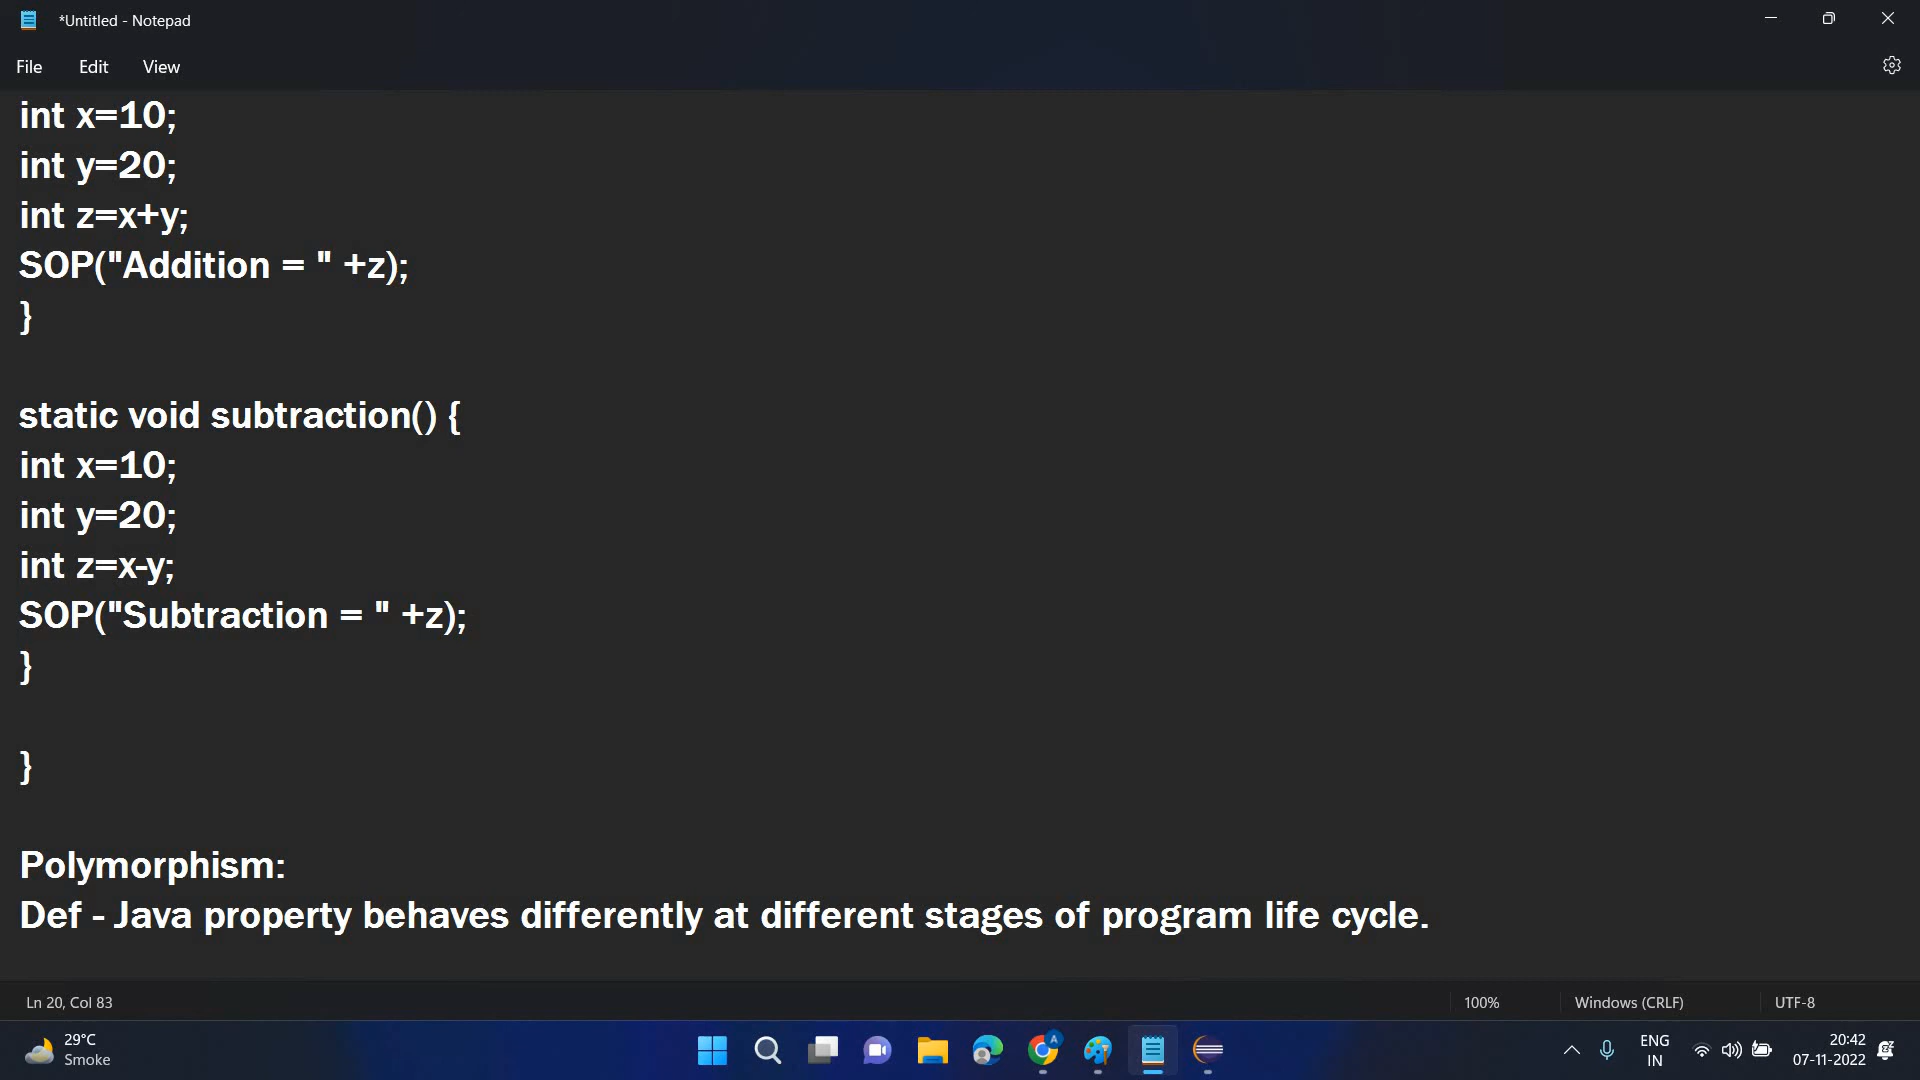 *Untitled - Notepad
File Edit View
int x=10;
int y=20;
int z=x+y;
SOP("Addition = " +z);
}
static void subtraction() {
int x=10;
int y=20;
int z=x-y;
SOP("Subtraction = " +z);
}
}
Polymorphism:
Def - Java property behaves differently at different stages of program life cycle.
Ln 20, Col 83 100% Windows (CRLF) UTF-8
29°C
Smoke
A
ENG
IN
20:42
07-11-2022